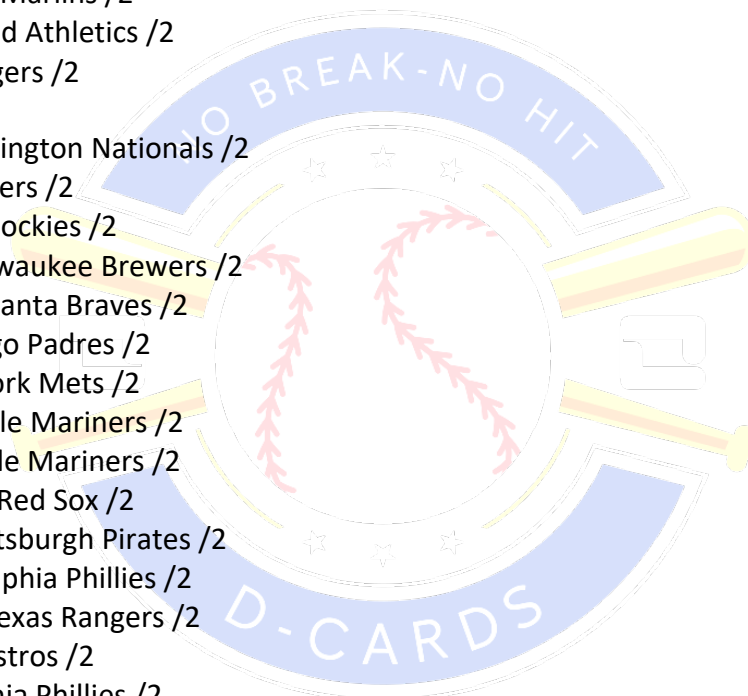 d Athletics /2
gers /2
ington Nationals /2
ers /2
ockies /2
waukee Brewers /2
anta Braves /2
go Padres /2
ork Mets /2
le Mariners /2
le Mariners /2
Red Sox /2
tsburgh Pirates /2
phia Phillies /2
exas Rangers /2
stros /2
NO BREAK-NO HIT
D-CARDS